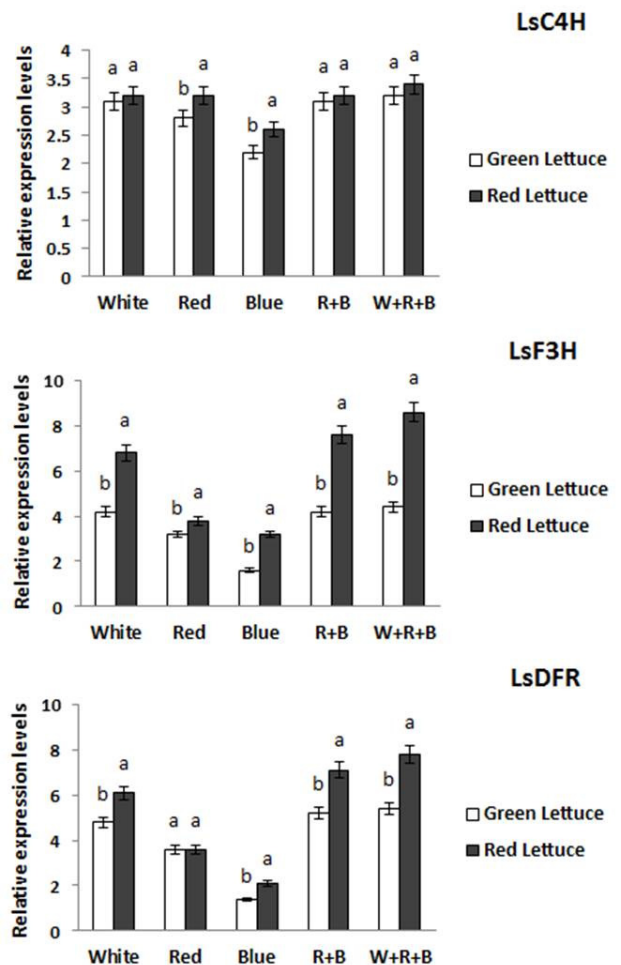 LsC4H
Relative expression levels
4
3.5
3
2.5
2
1.5
1
0.5
0
a a b a b a a a a a
White Red Blue R+B W+R+B
Green Lettuce
Red Lettuce
LsF3H
Relative expression levels
10
8
6
4
2
0
b a b a b a b a b a
White Red Blue R+B W+R+B
Green Lettuce
Red Lettuce
LsDFR
Relative expression levels
10
8
6
4
2
0
b a a a b a b a b a
White Red Blue R+B W+R+B
Green Lettuce
Red Lettuce